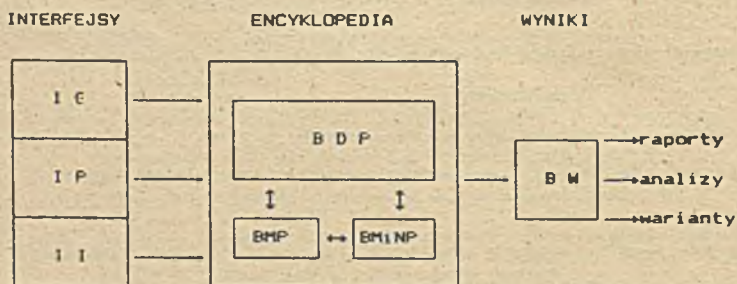 INTERFEJSY ENCYKLOPEDIA WYNIKI
I E
B D P
raporty
I P
B W
analizy
warianty
BMP
BMiNP
I I